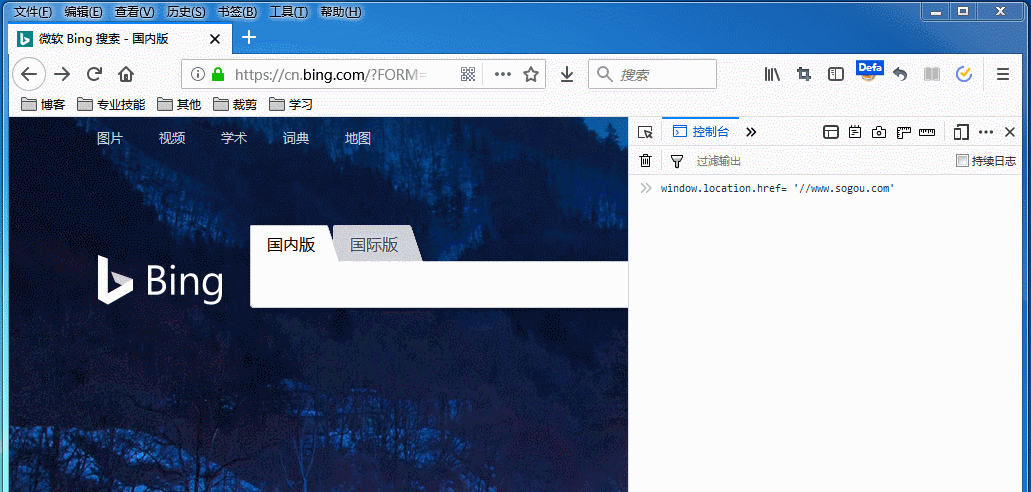 文件(F) 编辑(E) 查看(V) 历史(S) 书签(B) 工具(T) 帮助(H)
微软 Bing 搜索 - 国内版
https://cn.bing.com/?FORM=
搜索
Defa
博客 专业技能 其他 裁剪 学习
图片 视频 学术 词典 地图
控制台
过滤输出 持续日志
window.location.href= '//www.sogou.com'
国内版 国际版
Bing